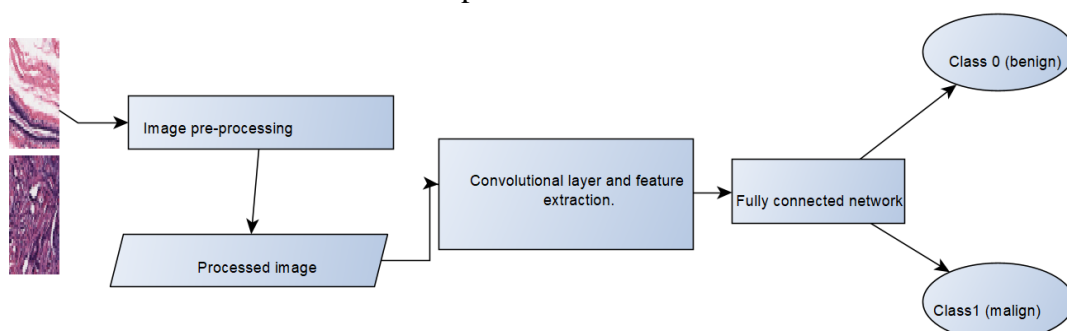 Image pre-processing
Processed image
Convolutional layer and feature
extraction.
Fully connected network
Class 0 (benign)
Class1 (malign)